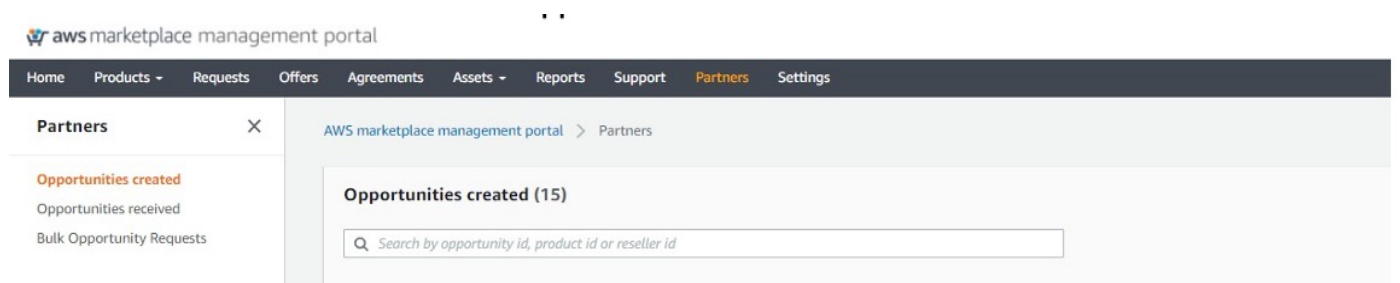 aws marketplace management portal
Home Products Requests Offers Agreements Assets Reports Support Partners Settings
Partners
AWS marketplace management portal > Partners
Opportunities created
Opportunities received
Bulk Opportunity Requests
Opportunities created (15)
Search by opportunity id, product id or reseller id